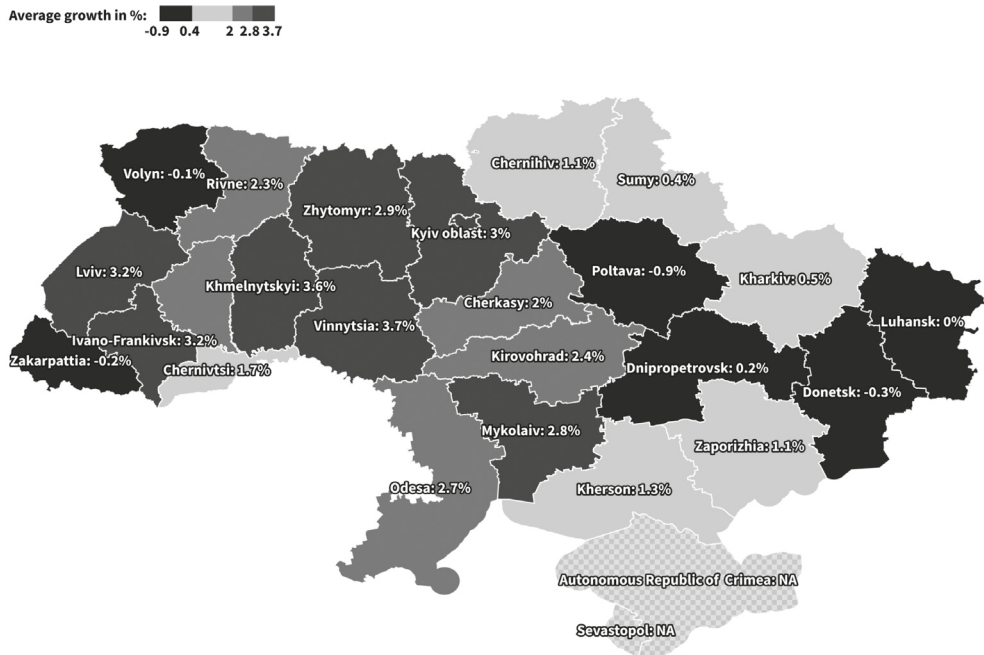 Average growth in %:
-0.9 0.4 2 2.8 3.7
Chernihiv: 1.1%
Volyn: -0.1%
Sumy: 0.4%
Rivne: 2.3%
Zhytomyr: 2.9%
Kyiv oblast: 3%
Lviv: 3.2%
Poltava: -0.9%
Kharkiv: 0.5%
Khmelnytskyi: 3.6%
Cherkasy: 2%
Luhansk: 0%
Vinnytsia: 3.7%
Ivano-Frankivsk: 3.2%
Kirovohrad: 2.4%
Zakarpattia: -0.2%
Chernivtsi: 1.7%
Dnipropetrovsk: 0.2%
Donetsk: -0.3%
Mykolaiv: 2.8%
Zaporizhia: 1.1%
Odesa: 2.7%
Kherson: 1.3%
Autonomous Republic of Crimea: NA
Sevastopol: NA